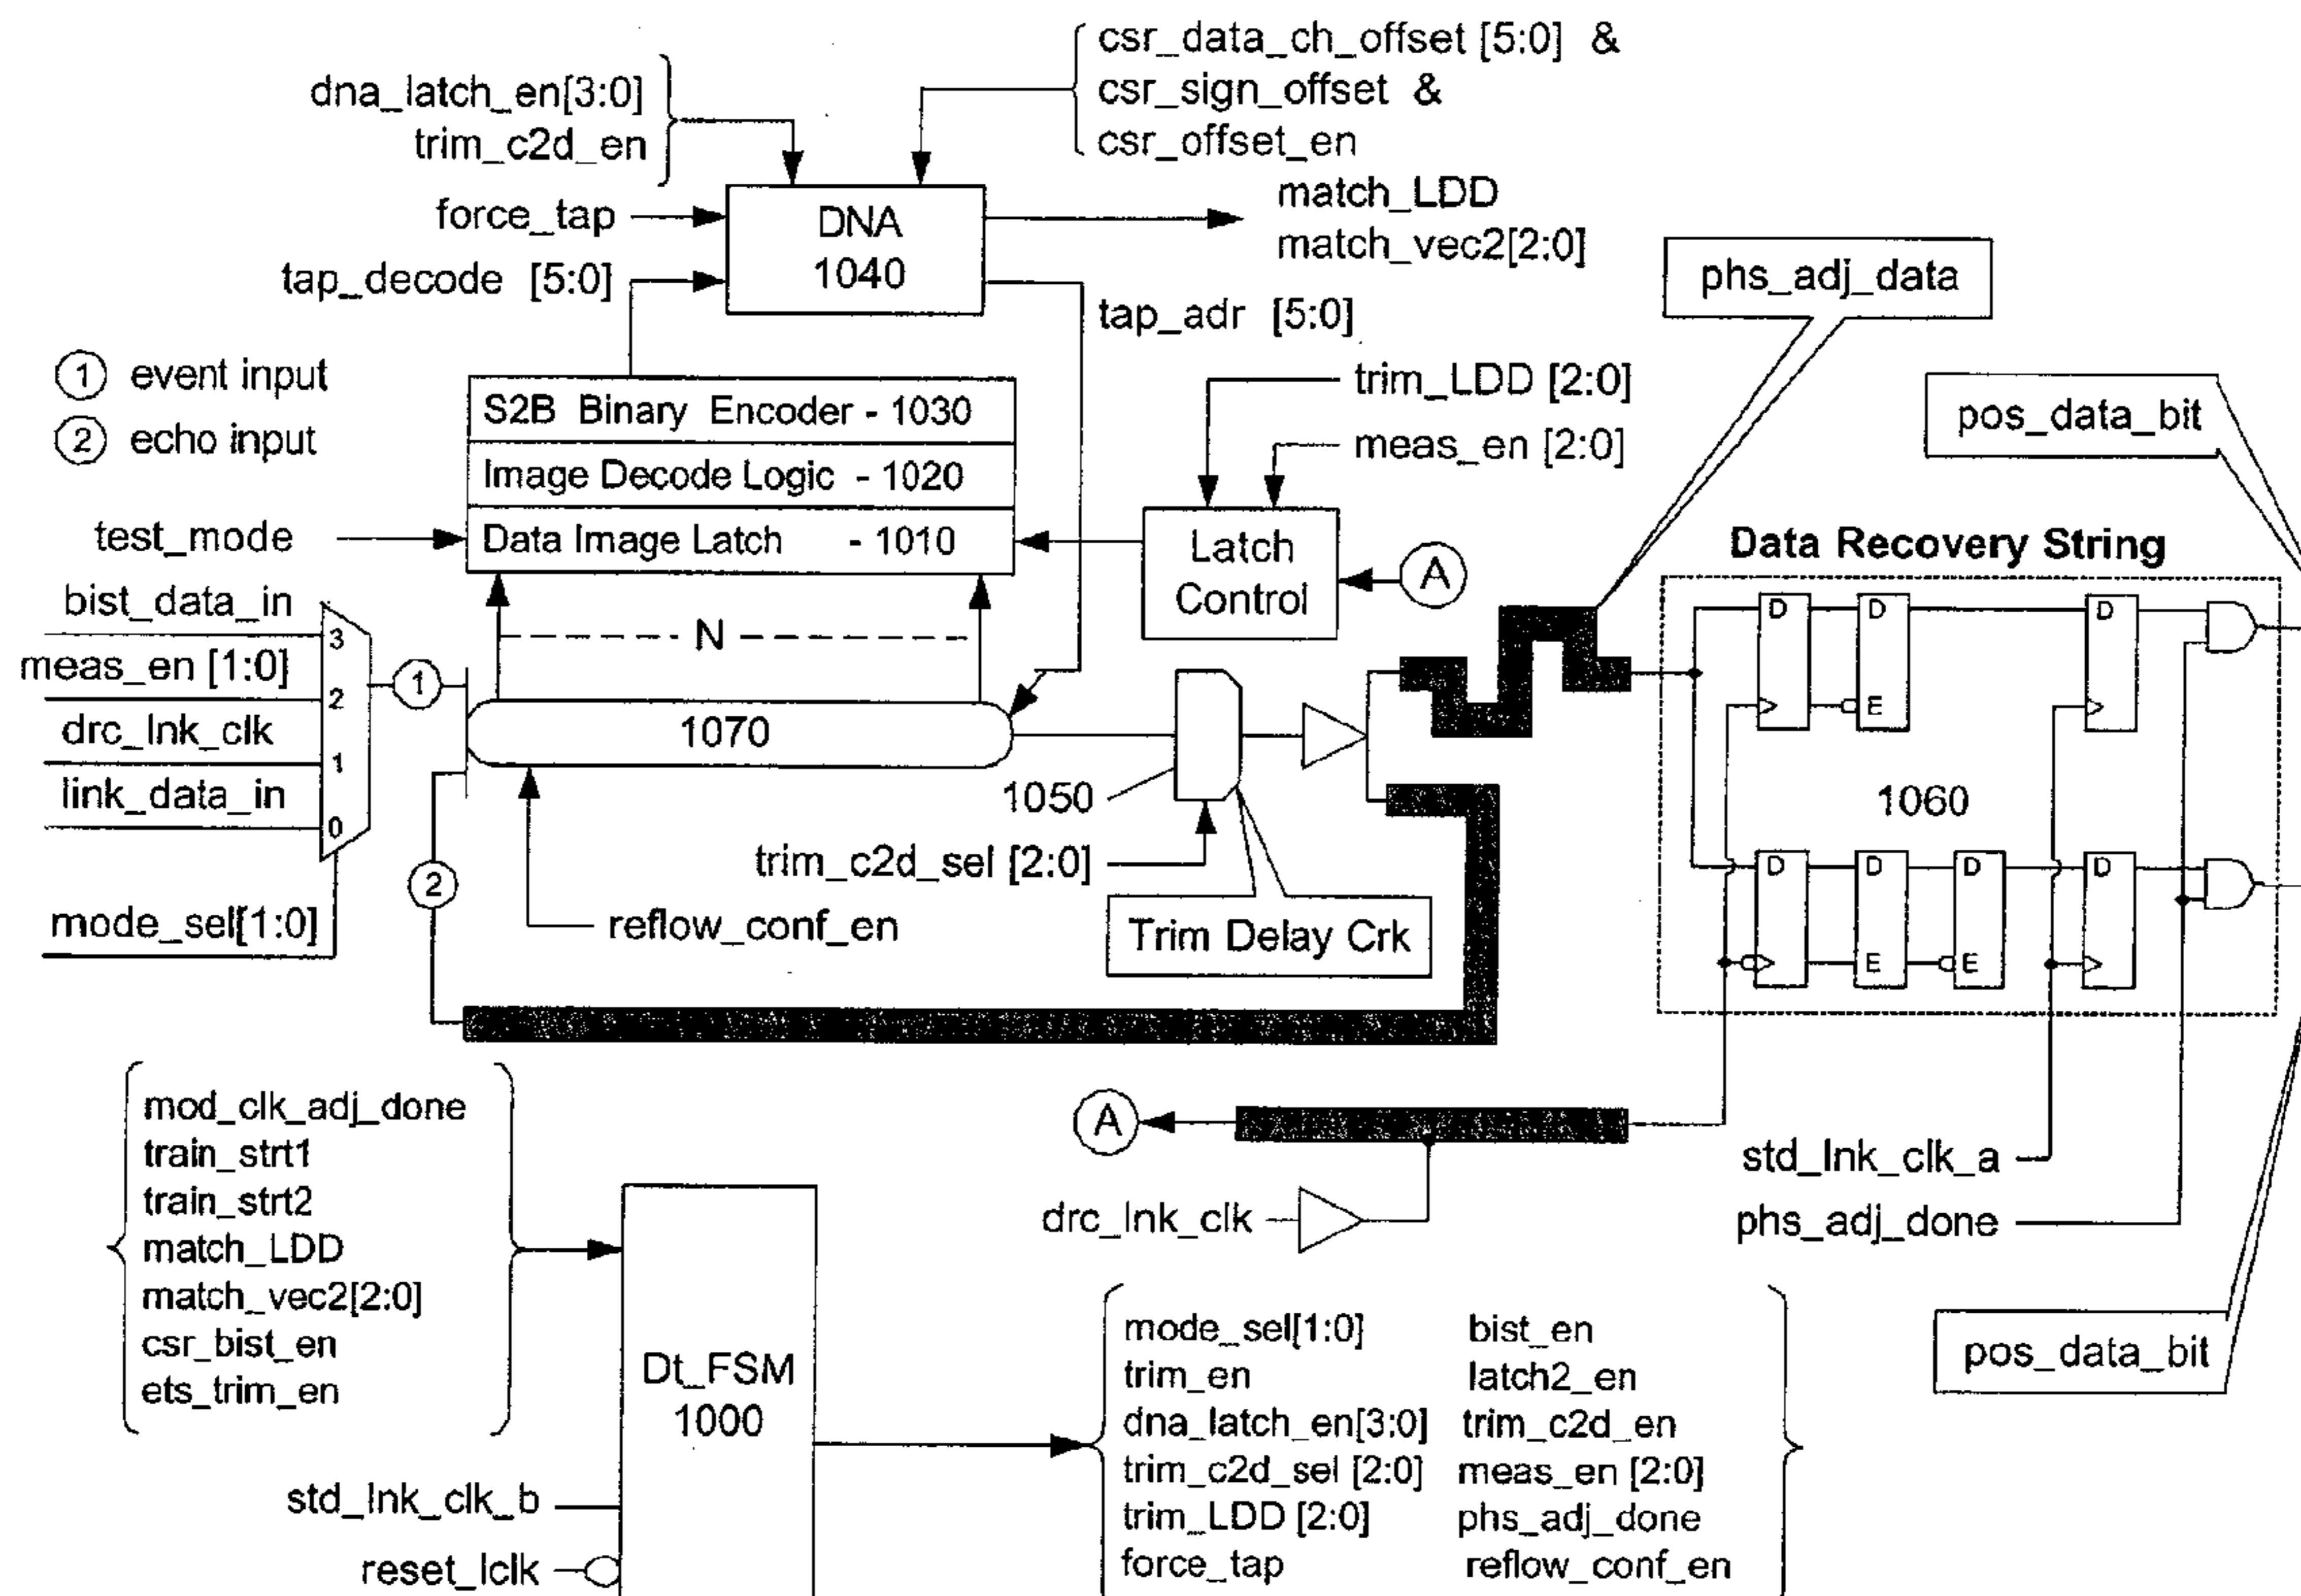 csr_data_ch_offset [5:0] &
csr_sign_offset &
csr_offset_en
dna_latch_en[3:0]
trim_c2d_en
force_tap
tap_decode [5:0]
DNA
1040
match_LDD
match_vec2[2:0]
tap_adr [5:0]
phs_adj_data
pos_data_bit
1 event input
2 echo input
S2B Binary Encoder - 1030
Image Decode Logic - 1020
Data Image Latch - 1010
test_mode
trim_LDD [2:0]
meas_en [2:0]
Latch
Control
A
Data Recovery String
bist_data_in
meas_en [1:0]
drc_lnk_clk
link_data_in
mode_sel[1:0]
3
2
1
0
1
2
N
1070
reflow_conf_en
1050
trim_c2d_sel [2:0]
Trim Delay Crk
D D D
E
1060
D D D D
E E
A
drc_lnk_clk
std_lnk_clk_a
phs_adj_done
pos_data_bit
mod_clk_adj_done
train_strt1
train_strt2
match_LDD
match_vec2[2:0]
csr_bist_en
ets_trim_en
std_lnk_clk_b
reset_lclk
Dt_FSM
1000
mode_sel[1:0] bist_en
trim_en latch2_en
dna_latch_en[3:0] trim_c2d_en
trim_c2d_sel [2:0] meas_en [2:0]
trim_LDD [2:0] phs_adj_done
force_tap reflow_conf_en